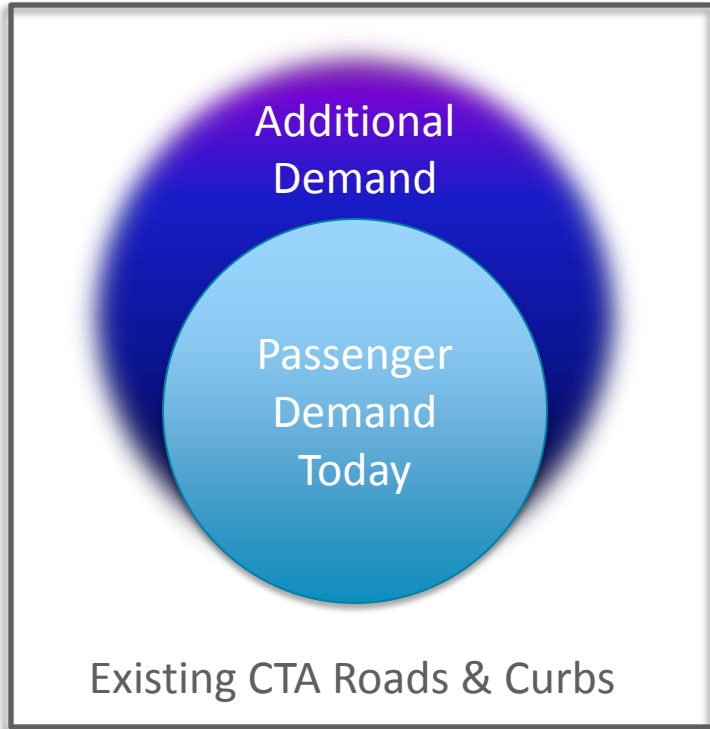 Additional
Demand
Passenger
Demand
Today
Existing CTA Roads & Curbs